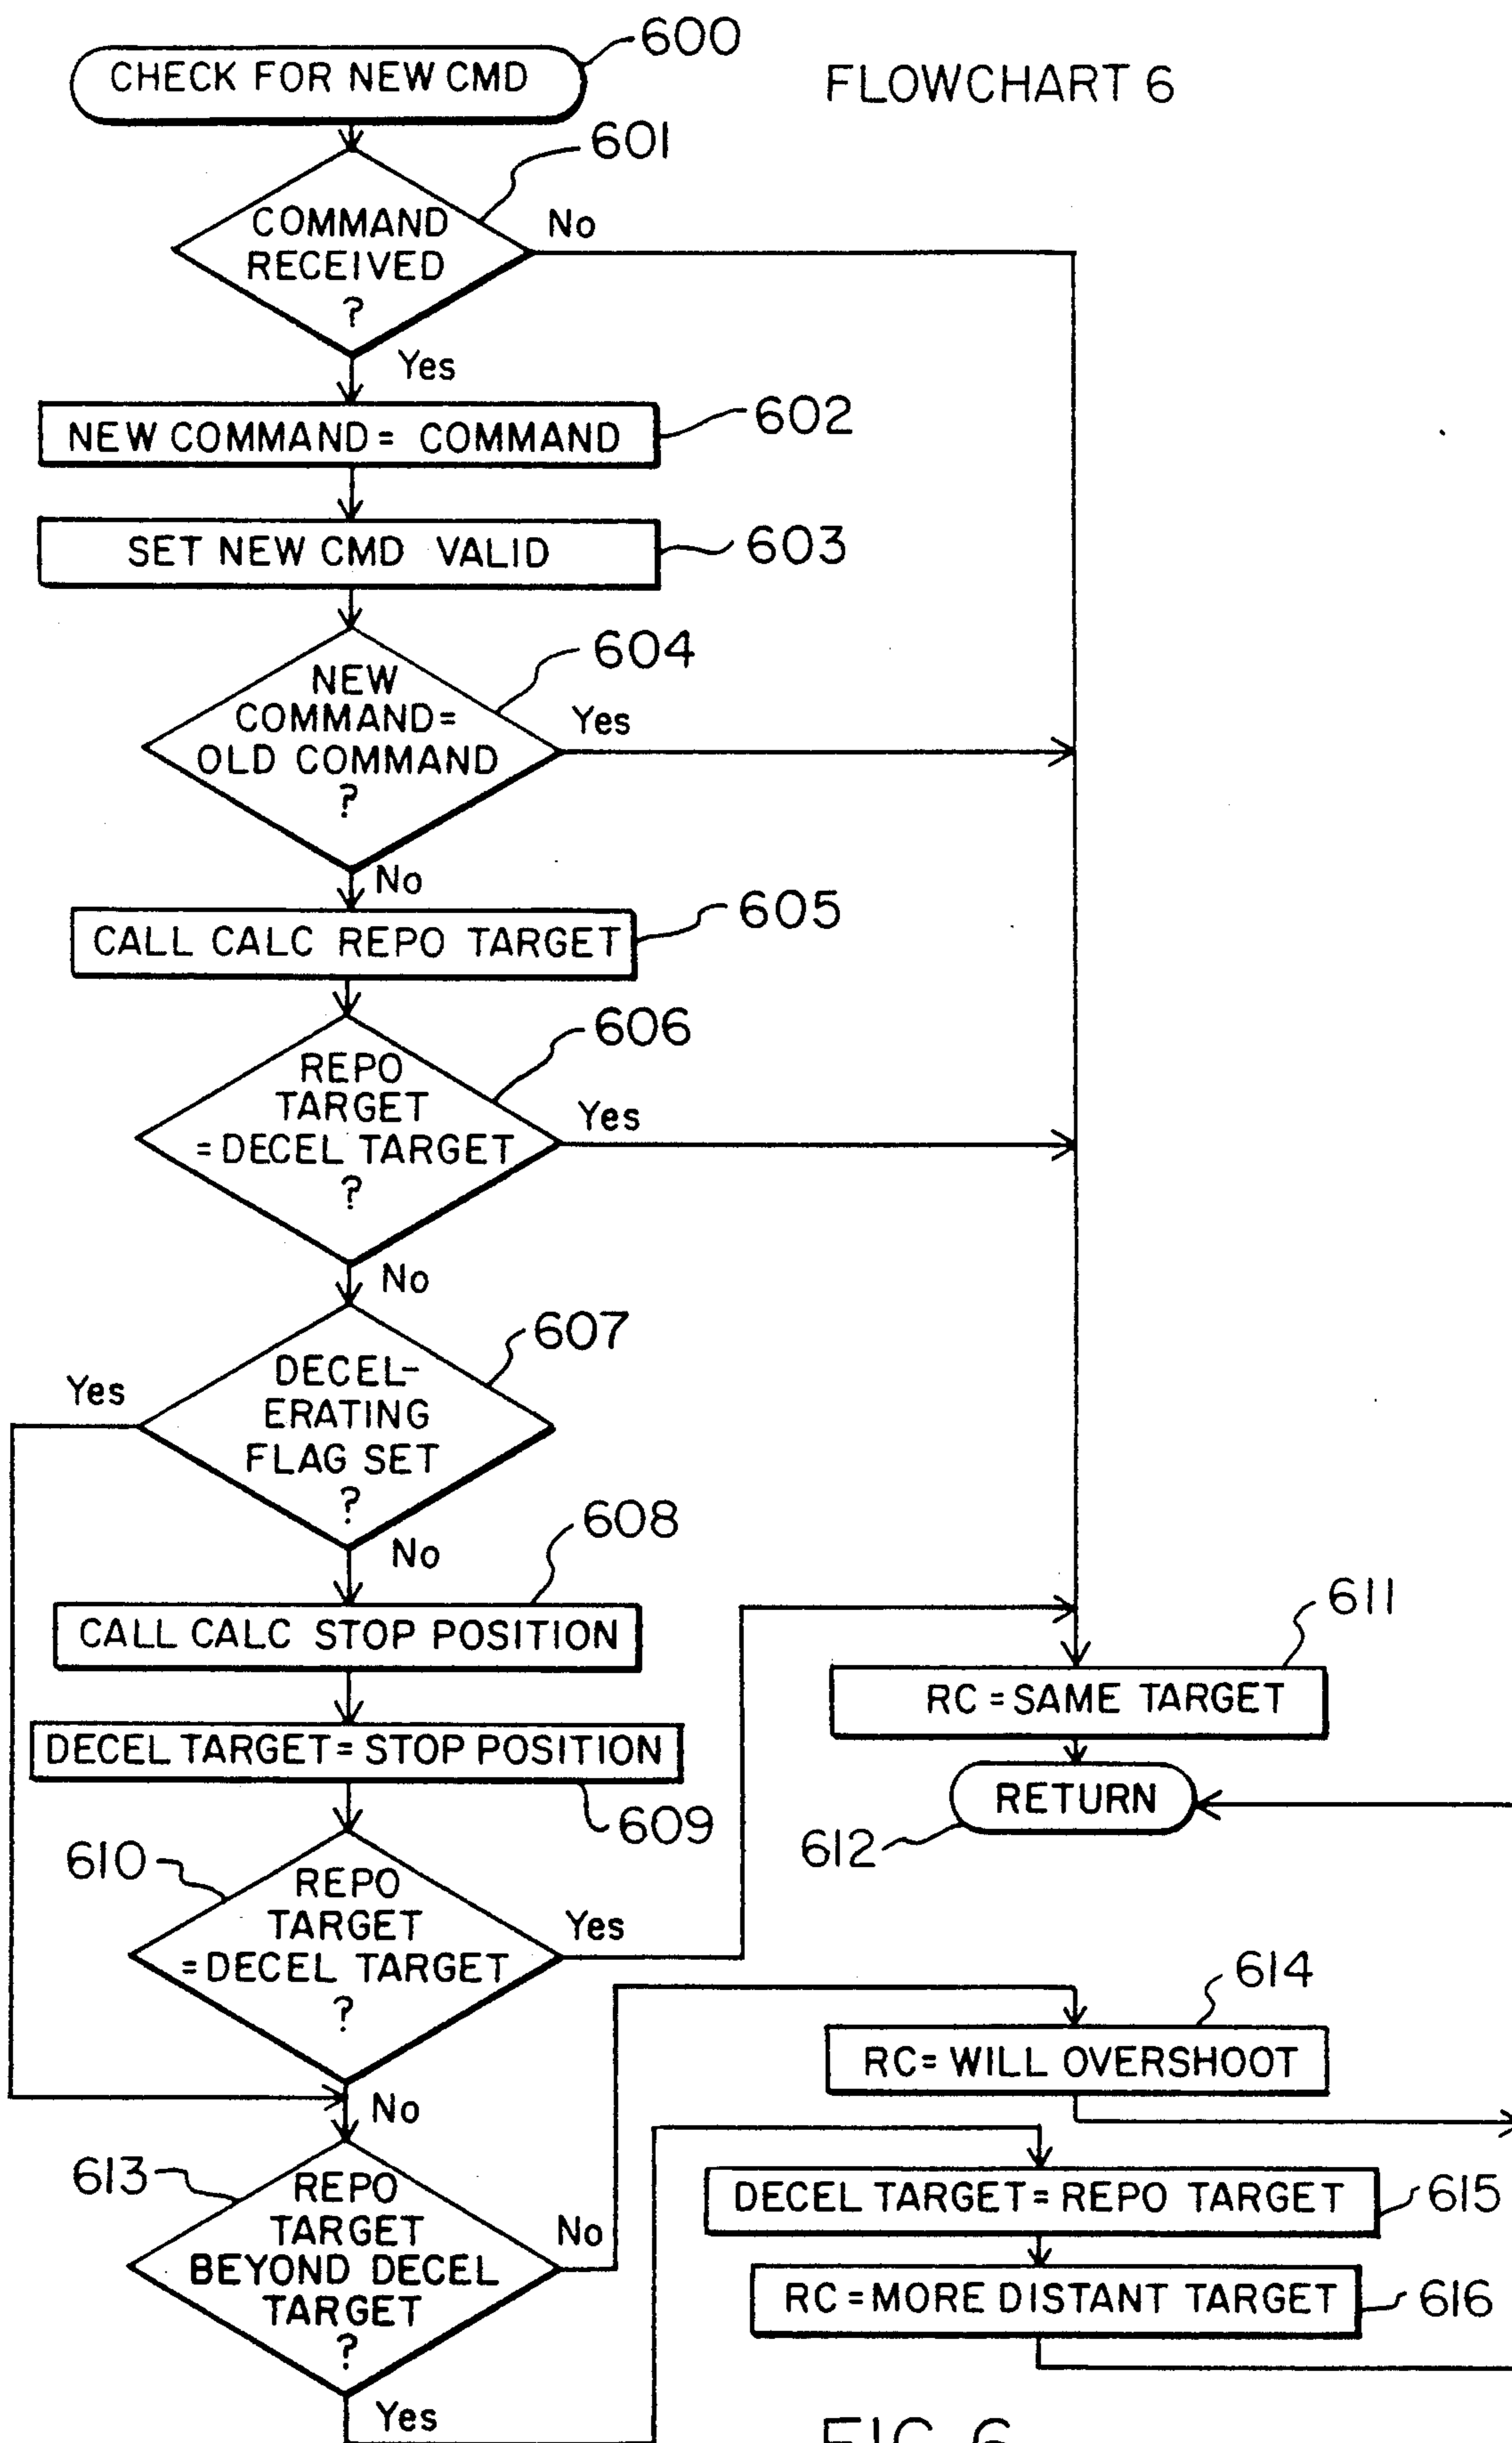 600
CHECK FOR NEW CMD
FLOWCHART 6
601
COMMAND
RECEIVED
?
No
Yes
602
NEW COMMAND = COMMAND
603
SET NEW CMD VALID
604
NEW
COMMAND =
OLD COMMAND
?
Yes
No
605
CALL CALC REPO TARGET
606
REPO
TARGET
= DECEL TARGET
?
Yes
No
607
DECEL-
ERATING
FLAG SET
?
Yes
No
608
CALL CALC STOP POSITION
611
RC = SAME TARGET
DECEL TARGET = STOP POSITION
609
RETURN
612
610
REPO
TARGET
= DECEL TARGET
?
Yes
No
614
RC = WILL OVERSHOOT
613
REPO
TARGET
BEYOND DECEL
TARGET
?
No
Yes
DECEL TARGET = REPO TARGET
615
RC = MORE DISTANT TARGET
616
FIG. 6